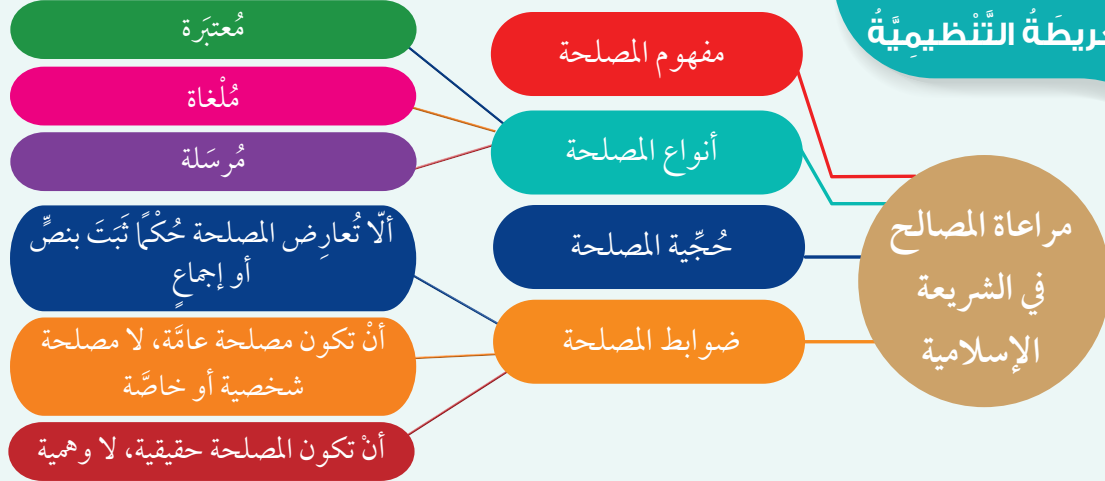 التَّنْظيمِيَّةُ
مراعاة المصالح
في الشريعة
الإسلامية
مفهوم المصلحة
أنواع المصلحة
مُعتبَرة
مُلْغاة
مُرسَلة
حُجِّية المصلحة
ضوابط المصلحة
ألّا تُعارِض المصلحة حُكْمًا ثَبَتَ بنصٍّ
أو إجماعٍ
أنْ تكون مصلحة عامَّة، لا مصلحة
شخصية أو خاصَّة
أنْ تكون المصلحة حقيقية، لا وهمية